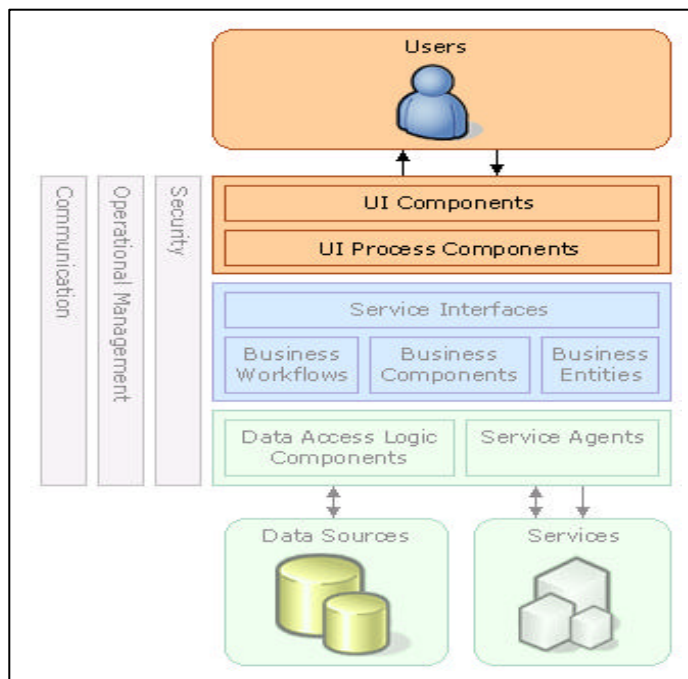 Users
Communication
Operational Management
Security
UI Components
UI Process Components
Service Interfaces
Business
Workflows
Business
Components
Business
Entities
Data Access Logic
Components
Service Agents
Data Sources
Services